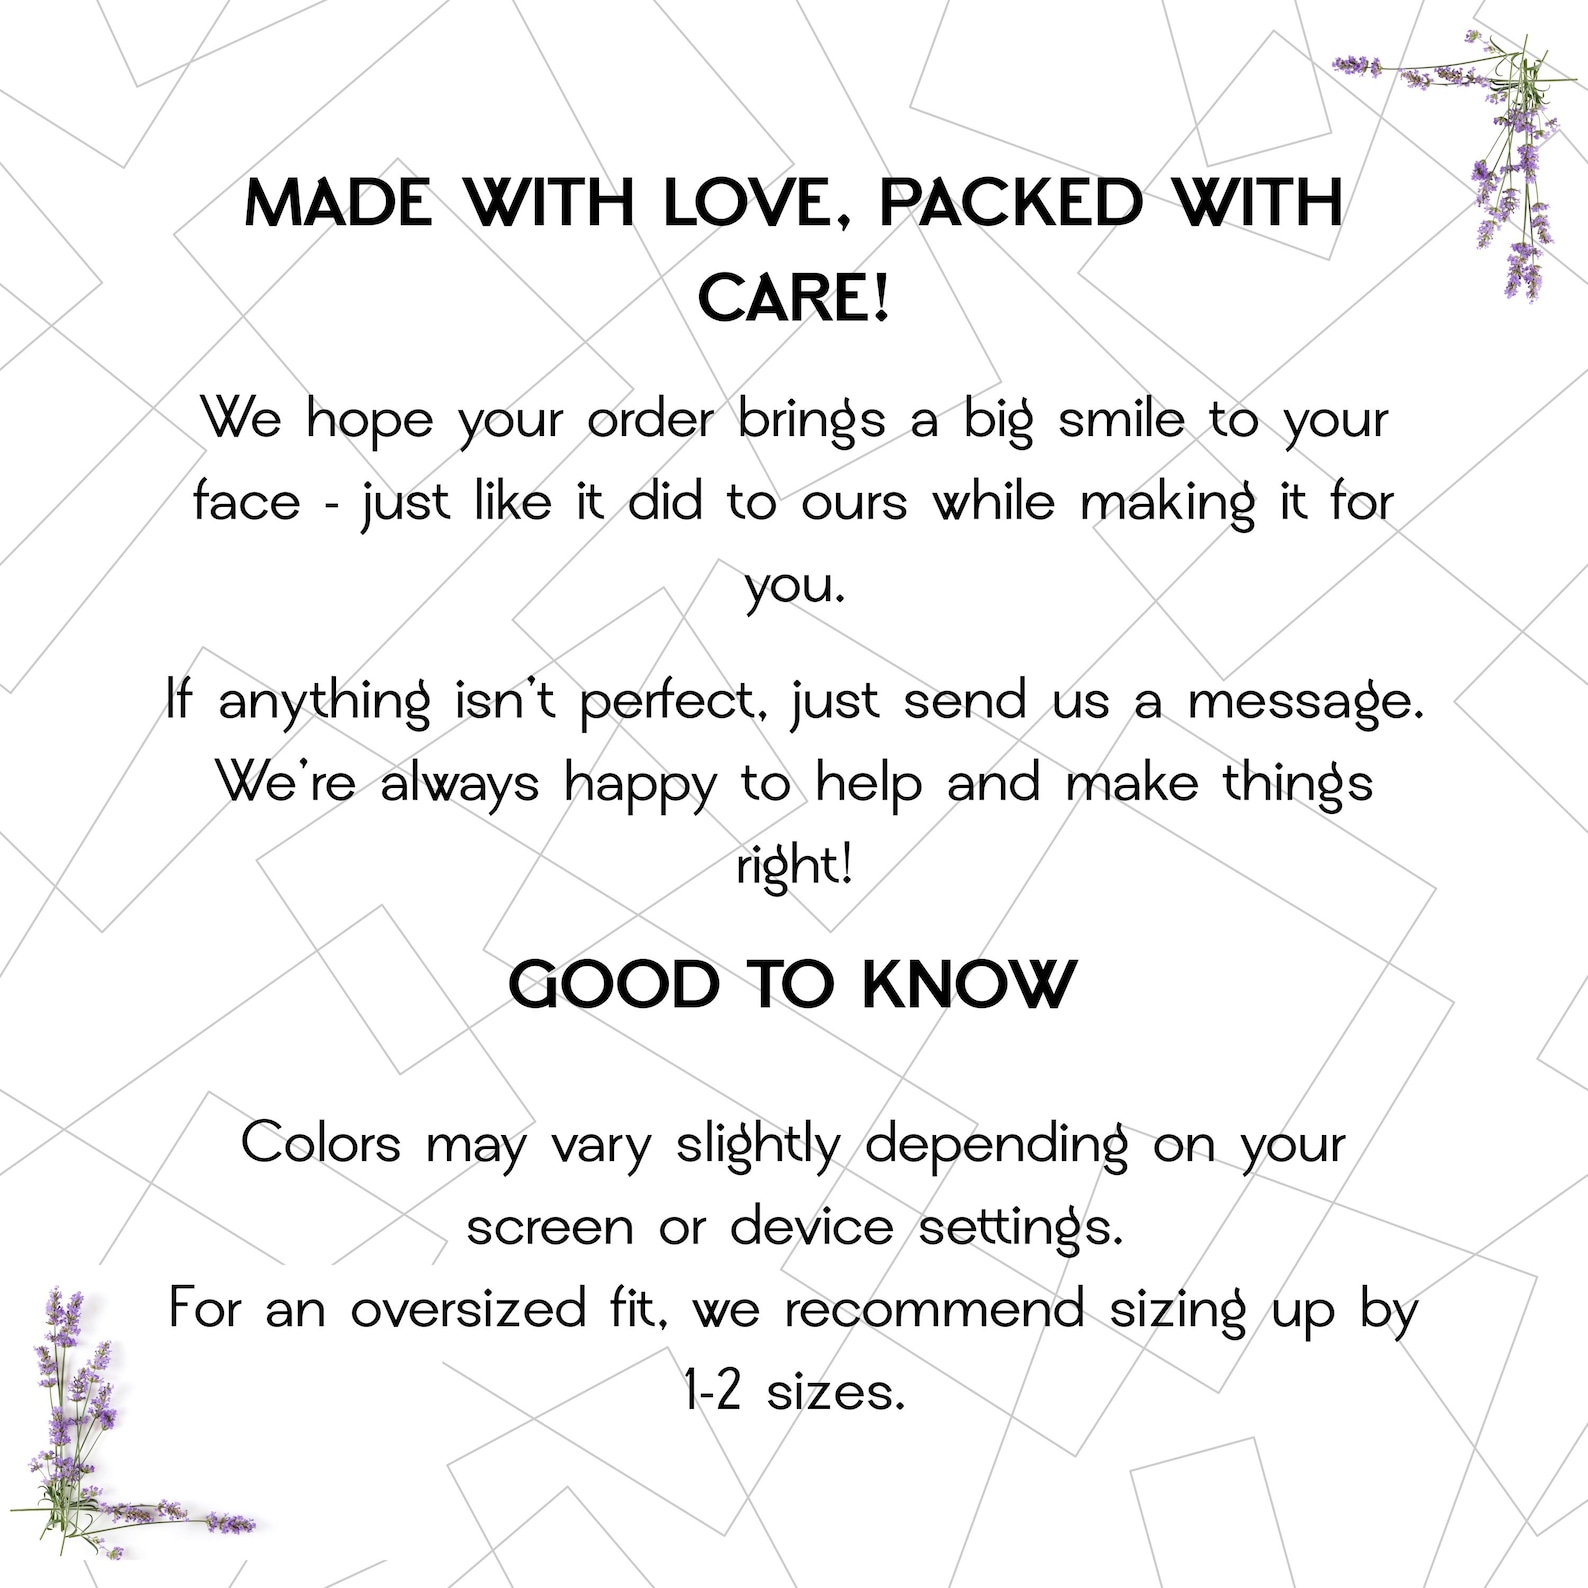 MADE WITH LOVE, PACKED WITH
CARE!
We hope your order brings a big smile to your
face - just like it did to ours while making it for
you.
If anything isn't perfect, just send us a message.
We're always happy to help and make things
right!
GOOD TO KNOW
Colors may vary slightly depending on your
screen or device settings.
For an oversized fit, we recommend sizing up by
1-2 sizes.